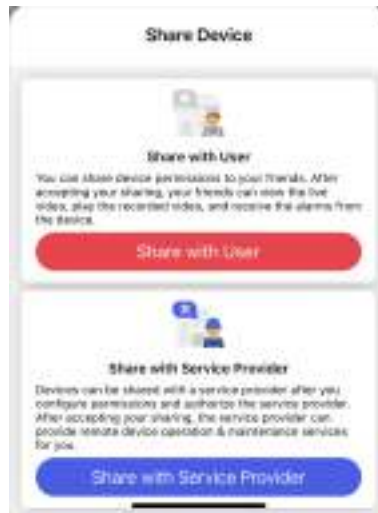 Share Device
Share with User
You can share device permissions to your friends. After
accepting your sharing, your friends can view the live
video, play the recorded video, and receive the alarms from
the device.
Share with User
Share with Service Provider
Devices can be shared with a service provider after you
configure permissions and authorize the service provider.
After accepting your sharing, the service provider can
provide remote device operation & maintenance services
for you.
Share with Service Provider